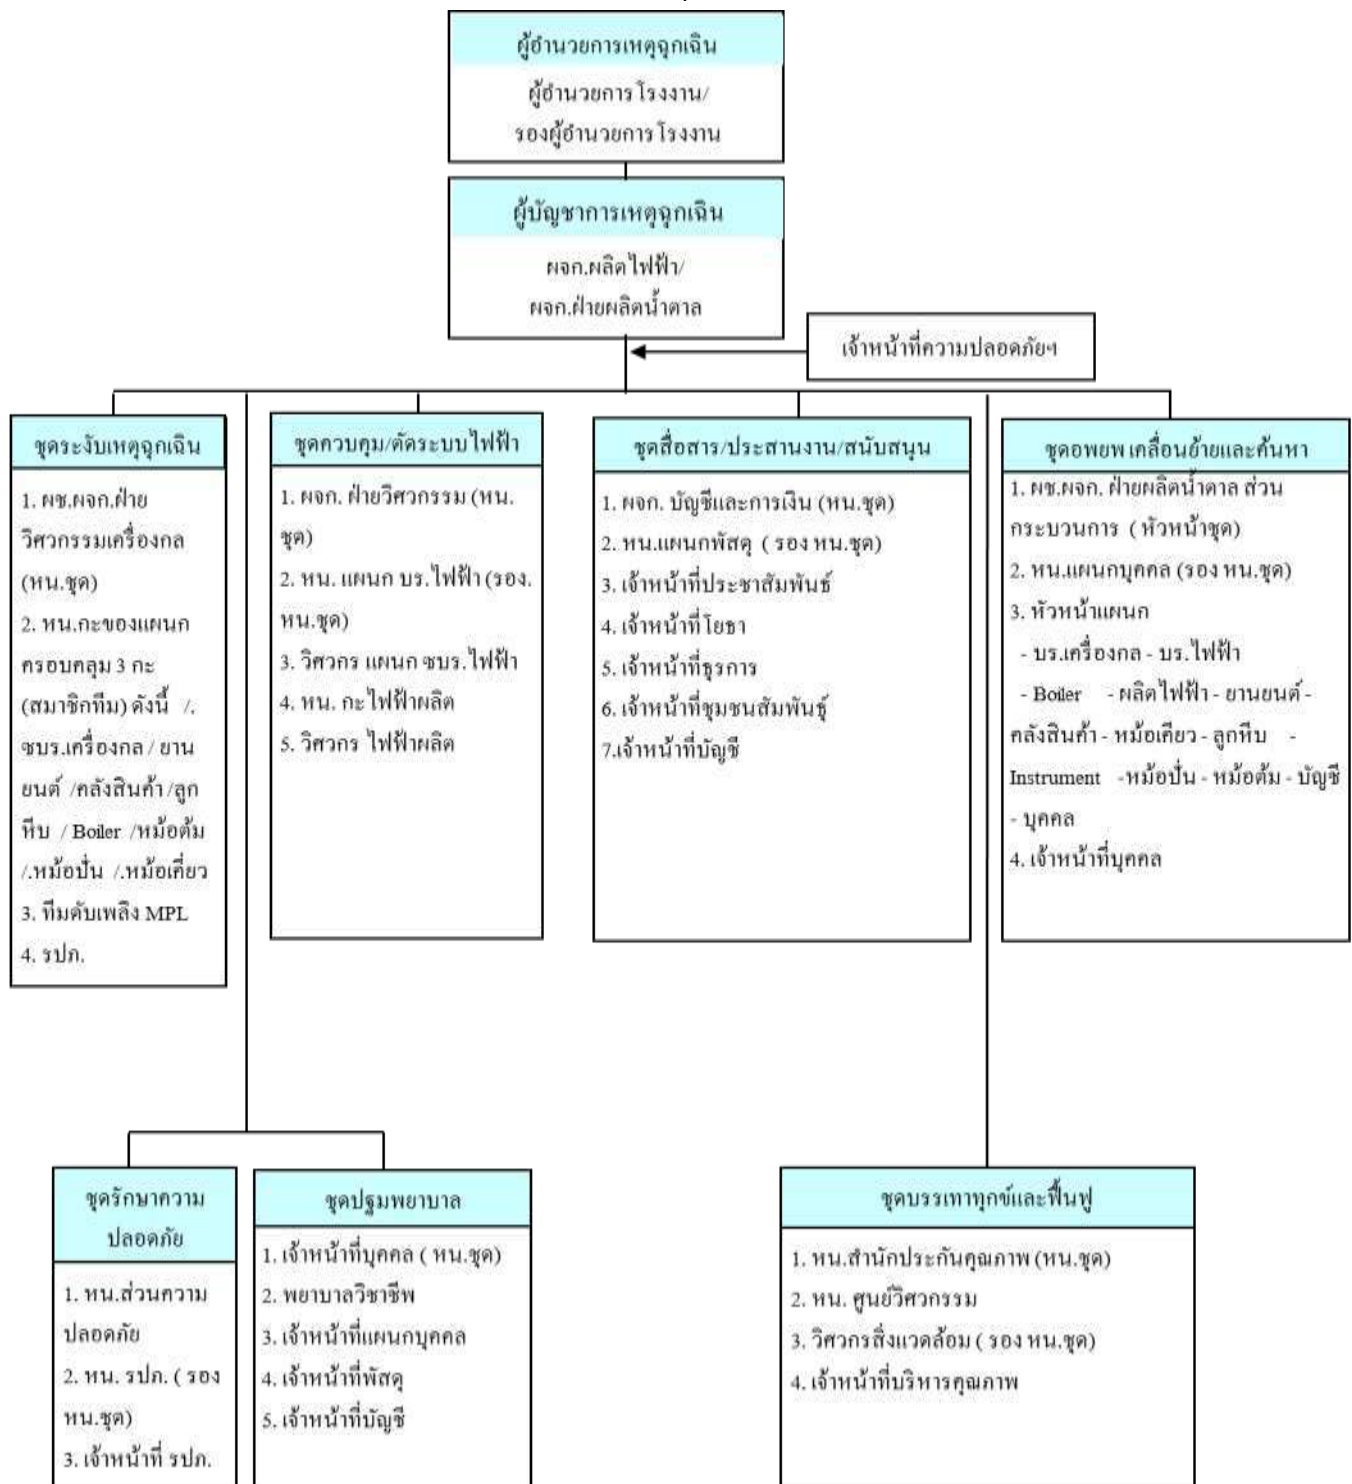 ผู้อำนวยการเหตุฉุกเฉิน
ผู้อำนวยการโรงงาน/
รองผู้อำนวยการโรงงาน
ผู้บัญชาการเหตุฉุกเฉิน
ผจก.ผลิตไฟฟ้า/
ผจก.ฝ่ายผลิตน้ำตาล
เจ้าหน้าที่ความปลอดภัยฯ
ชุดระงับเหตุฉุกเฉิน
1. ผช.ผจก.ฝ่าย
วิศวกรรมเครื่องกล
(หน.ชุด)
2. หน.กะของแผนก
ครอบคลุม 3 กะ
(สมาชิกทีม) ดังนี้ /.
ซบร.เครื่องกล / ยาน
ยนต์ /คลังสินค้า /ลูก
หีบ / Boiler /หม้อต้ม
/.หม้อปั่น /.หม้อเคี่ยว
3. ทีมดับเพลิง MPL
4. รปภ.
ชุดควบคุม/ตัดระบบไฟฟ้า
1. ผจก. ฝ่ายวิศวกรรม (หน.
ชุด)
2. หน. แผนก บร.ไฟฟ้า (รอง.
หน.ชุด)
3. วิศวกร แผนก ซบร.ไฟฟ้า
4. หน. กะไฟฟ้าผลิต
5. วิศวกร ไฟฟ้าผลิต
ชุดสื่อสาร/ประสานงาน/สนับสนุน
1. ผจก. บัญชีและการเงิน (หน.ชุด)
2. หน.แผนกพัสดุ ( รอง หน.ชุด)
3. เจ้าหน้าที่ประชาสัมพันธ์
4. เจ้าหน้าที่โยธา
5. เจ้าหน้าที่ธุรการ
6. เจ้าหน้าที่ชุมชนสัมพันธุ์
7.เจ้าหน้าที่บัญชี
ชุดอพยพ เคลื่อนย้ายและค้นหา
1. ผช.ผจก. ฝ่ายผลิตน้ำตาล ส่วน
กระบวนการ ( หัวหน้าชุด)
2. หน.แผนกบุคคล (รอง หน.ชุด)
3. หัวหน้าแผนก
- บร.เครื่องกล - บร.ไฟฟ้า
- Boiler - ผลิตไฟฟ้า - ยานยนต์ -
คลังสินค้า - หม้อเคียว - ลูกหีบ -
Instrument -หม้อปั่น - หม้อต้ม - บัญชี
- บุคคล
4. เจ้าหน้าที่บุคคล
ชุดรักษาความ
ปลอดภัย
1. หน.ส่วนความ
ปลอดภัย
2. หน. รปภ. ( รอง
หน.ชุด)
3. เจ้าหน้าที่ รปภ.
ชุดปฐมพยาบาล
1. เจ้าหน้าที่บุคคล ( หน.ชุด)
2. พยาบาลวิชาชีพ
3. เจ้าหน้าที่แผนกบุคคล
4. เจ้าหน้าที่พัสดุ
5. เจ้าหน้าที่บัญชี
ชุดบรรเทาทุกข์และฟื้นฟู
1. หน.สำนักประกันคุณภาพ (หน.ชุด)
2. หน. ศูนย์วิศวกรรม
3. วิศวกรสิ่งแวดล้อม ( รอง หน.ชุด)
4. เจ้าหน้าที่บริหารคุณภาพ